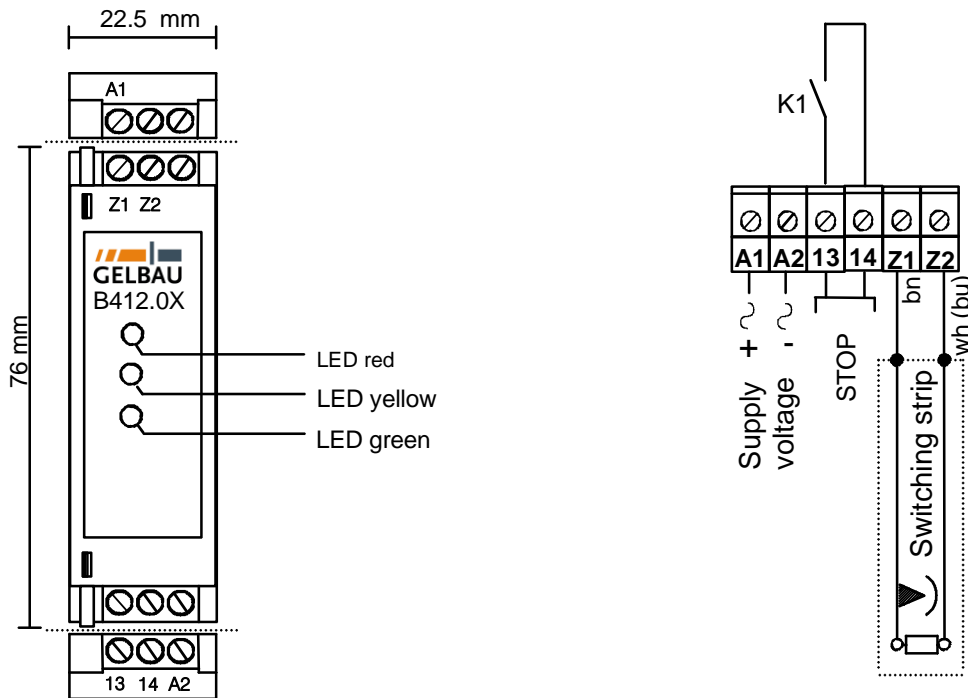 22.5 mm
A1
Z1 Z2
GELBAU
B412.0X
76 mm
LED red
LED yellow
LED green
13 14 A2
K1
A1 A2 13 14 Z1 Z2
+ ~
- ~
Supply
voltage
STOP
bn
wh (bu)
Switching strip